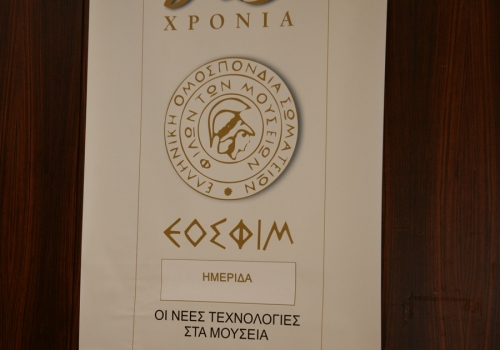 ΧΡΟΝΙΑ
ΕΛΛΗΝΙΚΗ ΟΜΟΣΠΟΝΔΙΑ ΣΩΜΑΤΕΙΩΝ
ΦΙΛΩΝ ΤΩΝ ΜΟΥΣΕΙΩΝ
ΕΟΣΦΙΜ
ΗΜΕΡΙΔΑ
ΟΙ ΝΕΕΣ ΤΕΧΝΟΛΟΓΙΕΣ
ΣΤΑ ΜΟΥΣΕΙΑ